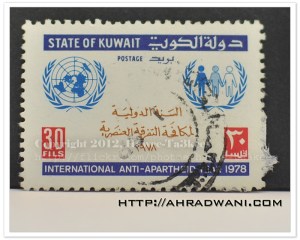 STATE OF KUWAIT دولة الكويت
POSTAGE بريد
السنة الدولية
لمكافحة التفرقة العنصرية
١٩٧٨
30 ٣٠
FILS فلسا
INTERNATIONAL ANTI-APARTHEID 1978
HTTP://AHRADWANI.COM